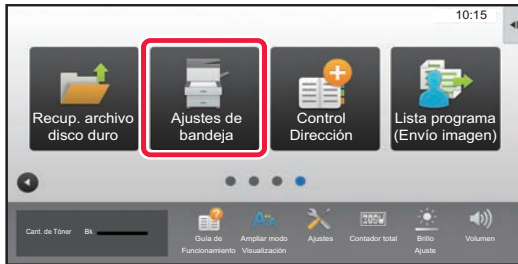 10:15
Recup. archivo
disco duro
Ajustes de
bandeja
Control
Dirección
Lista programa
(Envío imagen)
Cant. de Tóner Bk
Guía de
Funcionamiento
Ampliar modo
Visualización
Ajustes
Contador total
Brillo
Ajuste
Volumen